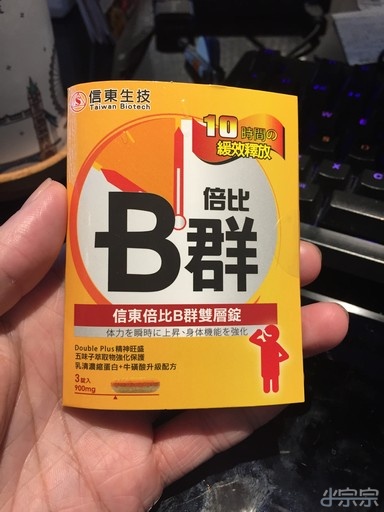 信東生技
Taiwan Biotech
10時間の
緩效釋放
倍比
B群
信東倍比B群雙層錠
体力を瞬時に上昇、身体機能を強化
Double Plus精神旺盛
五味子萃取物強化保護
乳清濃縮蛋白+牛磺酸升級配方
3錠入
900mg
小宗宗